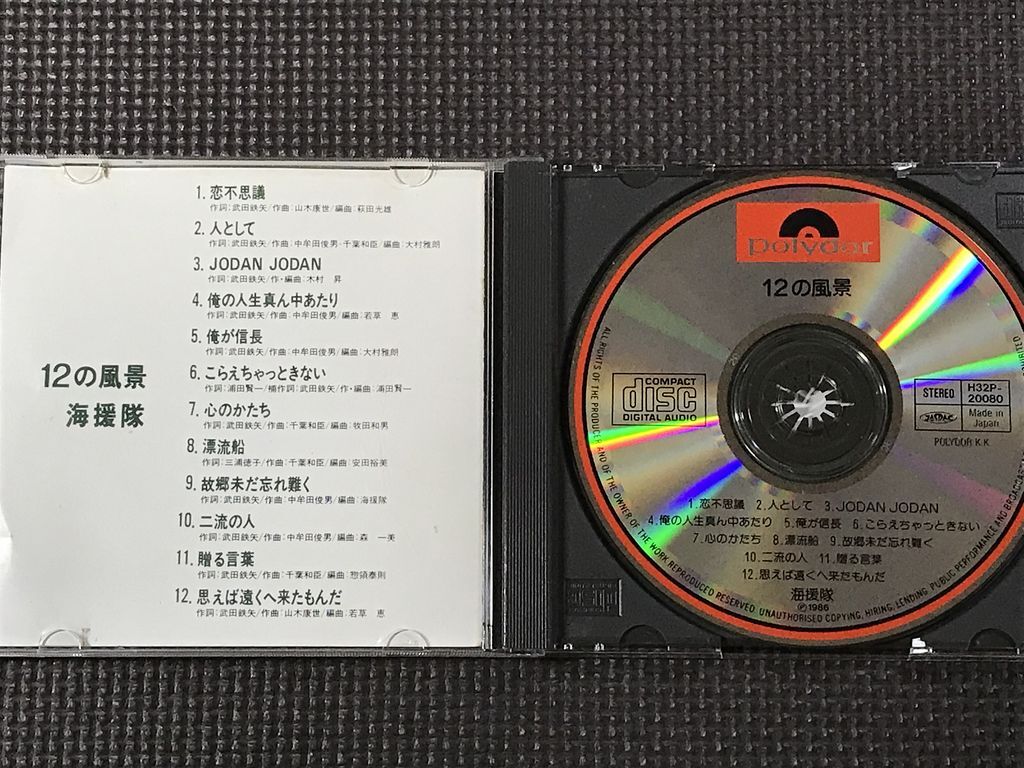 12の風景
海援隊
1. 恋不思議
作詞:武田鉄矢/作曲:山木康世/編曲:萩田光雄
2. 人として
作詞:武田鉄矢/作曲:中牟田俊男・千葉和臣/編曲:大村雅朗
3. JODAN JODAN
作詞:武田鉄矢/作・編曲:木村 昇
4. 俺の人生真ん中あたり
作詞:武田鉄矢/作曲:中牟田俊男/編曲:若草 恵
5. 俺が信長
作詞:武田鉄矢/作曲:中牟田俊男/編曲:大村雅朗
6. こらえちゃっときない
作詞:浦田賢一/補作詞:武田鉄矢/作・編曲:浦田賢一
7. 心のかたち
作詞:武田鉄矢/作曲:千葉和臣/編曲:牧田和男
8. 漂流船
作詞:三浦徳子/作曲:千葉和臣/編曲:安田裕美
9. 故郷未だ忘れ難く
作詞:武田鉄矢/作曲:中牟田俊男/編曲:海援隊
10. 二流の人
作詞:武田鉄矢/作曲:中牟田俊男/編曲:森 一美
11. 贈る言葉
作詞:武田鉄矢/作曲:千葉和臣/編曲:惣領泰則
12. 思えば遠くへ来たもんだ
作詞:武田鉄矢/作曲:山木康世/編曲:若草 恵
polydor
12の風景
COMPACT
disc
DIGITAL AUDIO
STEREO
H32P-
20080
JASRAC
Made in
Japan
POLYDOR K.K.
1.恋不思議 2.人として 3.JODAN JODAN
4.俺の人生真ん中あたり 5.俺が信長 6.こらえちゃっときない
7.心のかたち 8.漂流船 9.故郷未だ忘れ難く
10.二流の人 11.贈る言葉
12.思えば遠くへ来たもんだ
海援隊
℗1986
ALL RIGHTS OF THE PRODUCER AND OF THE OWNER OF THE WORK REPRODUCED RESERVED. UNAUTHORISED COPYING, HIRING, LENDING, PUBLIC PERFORMANCE AND BROADCASTING